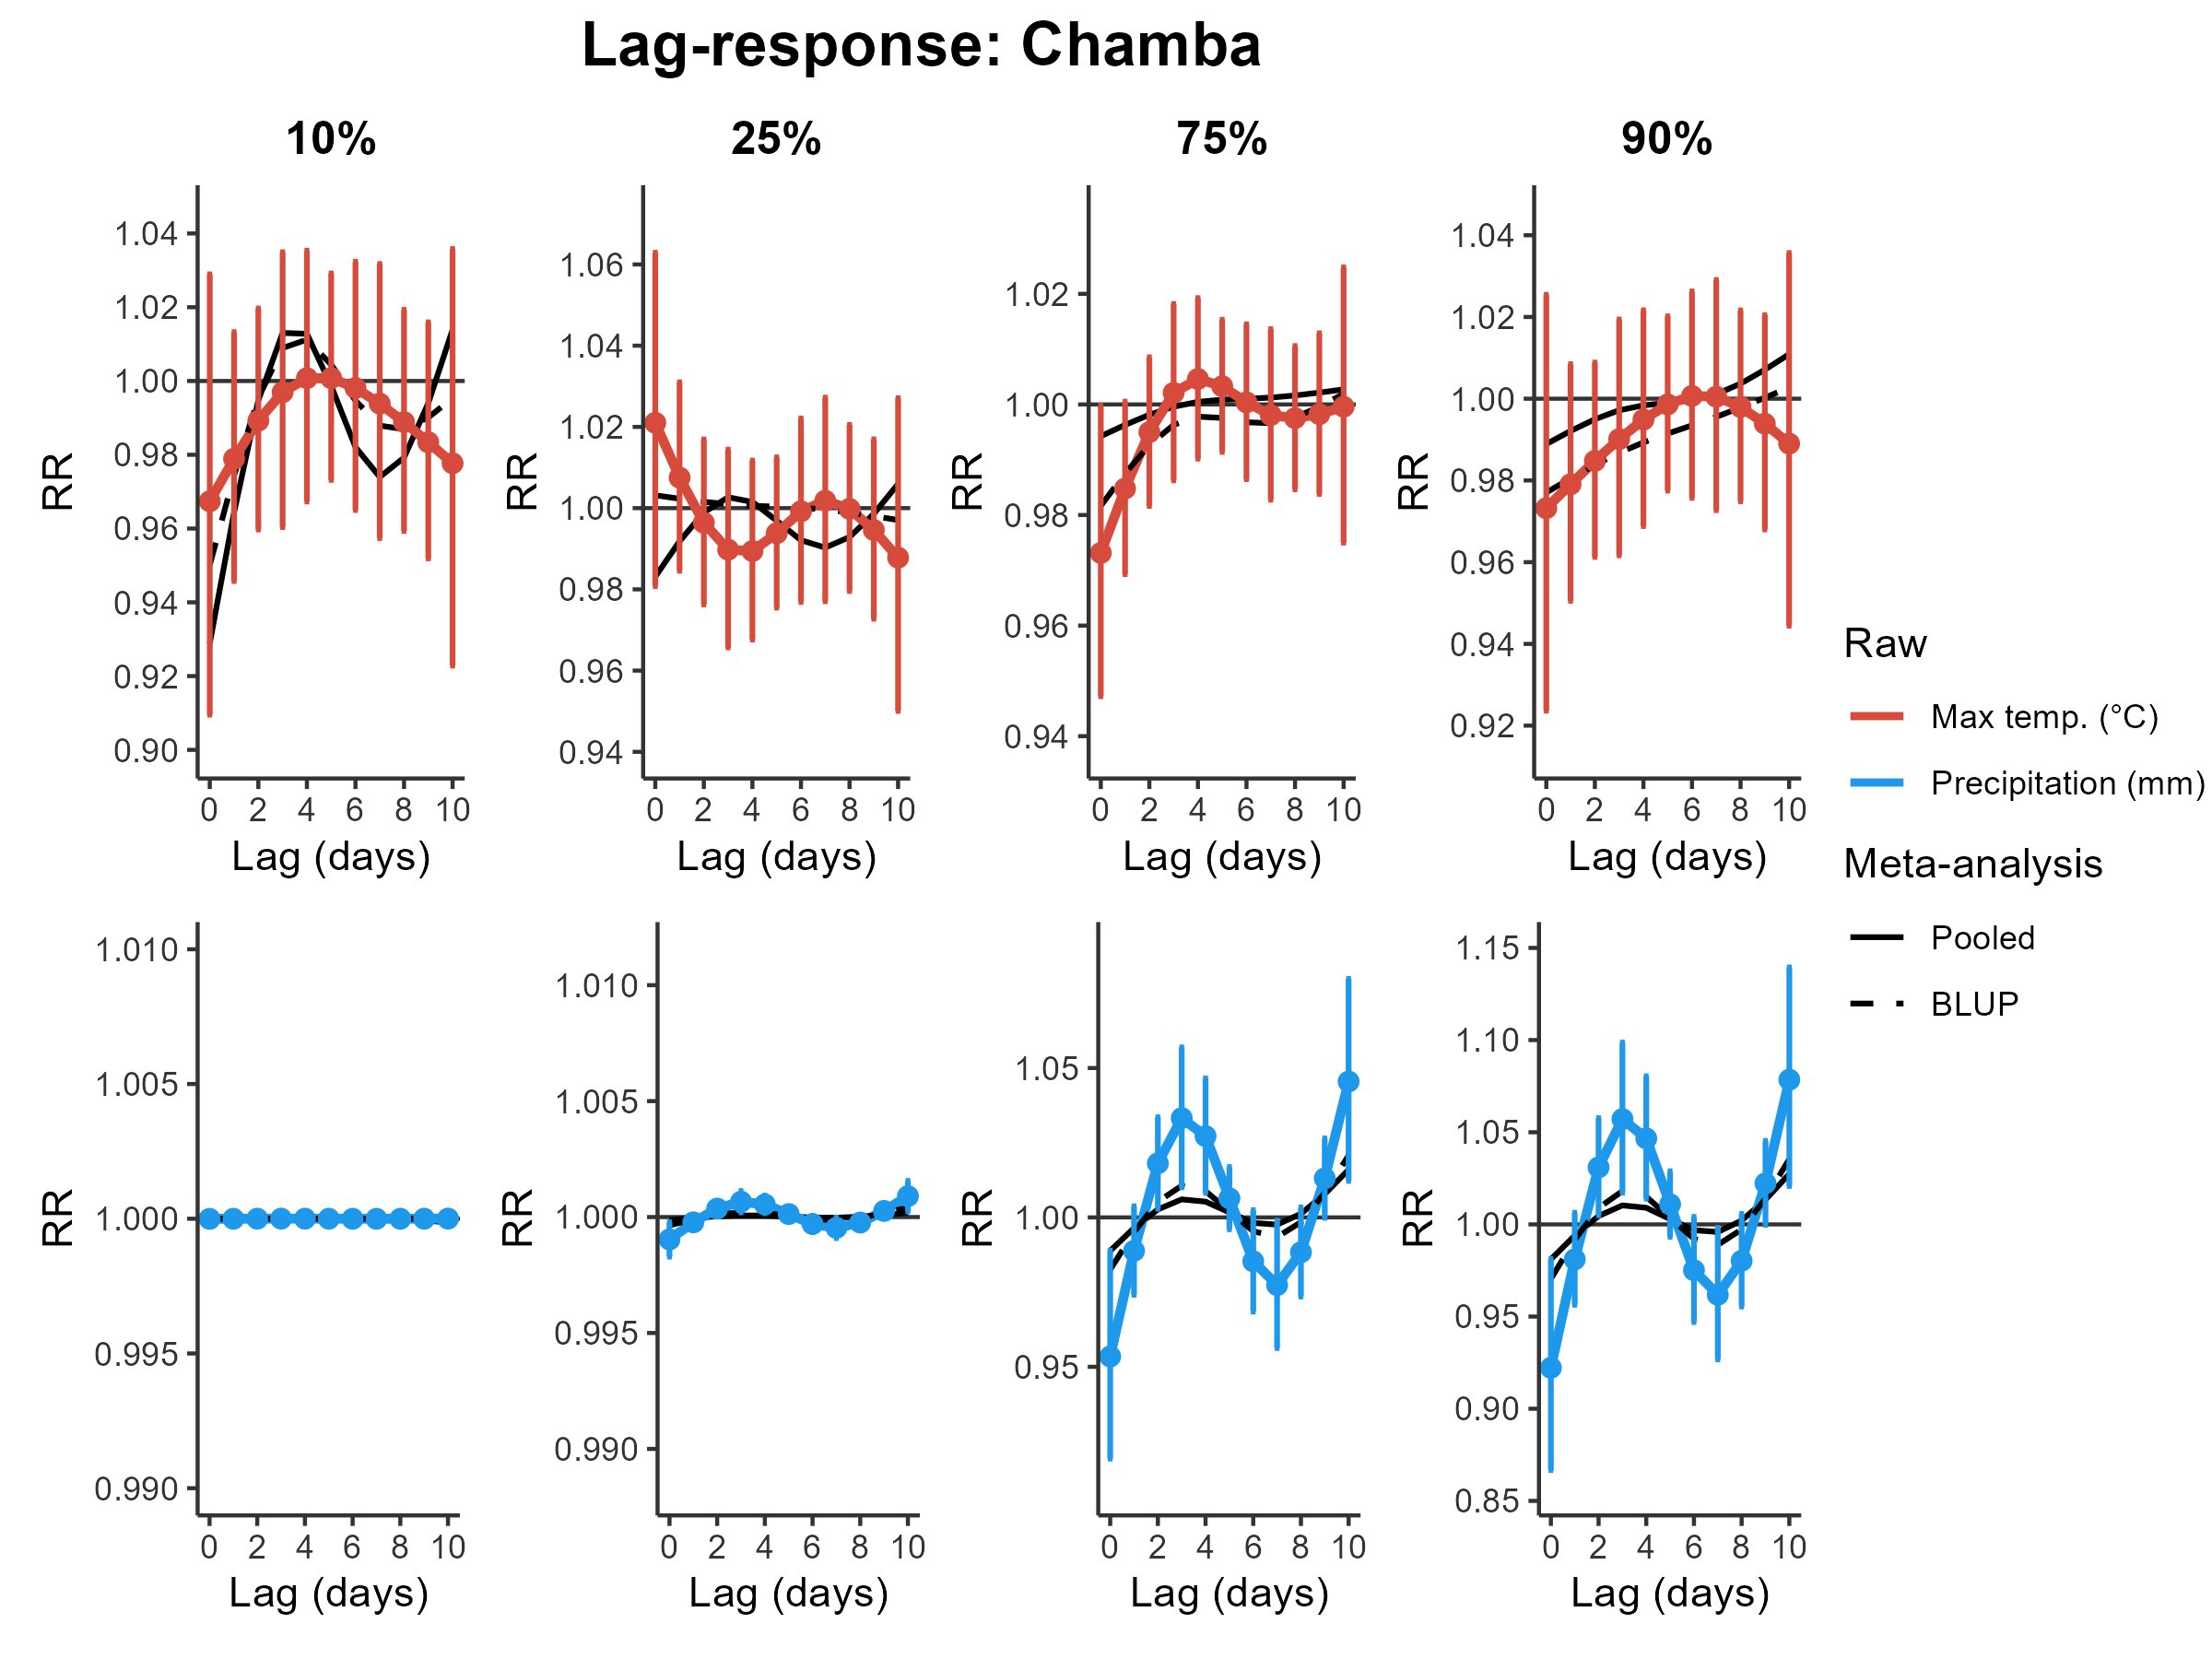 Lag-response: Chamba
10% 25% 75% 90%
1.04
1.02
1.00
0.98
0.96
0.94
0.92
0.90
RR
0 2 4 6 8 10
Lag (days)
1.06
1.04
1.02
1.00
0.98
0.96
0.94
RR
0 2 4 6 8 10
Lag (days)
1.02
1.00
0.98
0.96
0.94
RR
0 2 4 6 8 10
Lag (days)
1.04
1.02
1.00
0.98
0.96
0.94
0.92
RR
0 2 4 6 8 10
Lag (days)
Raw
Max temp. (°C)
Precipitation (mm)
Meta-analysis
Pooled
BLUP
1.010
1.005
1.000
0.995
0.990
RR
0 2 4 6 8 10
Lag (days)
1.010
1.005
1.000
0.995
0.990
RR
0 2 4 6 8 10
Lag (days)
1.05
1.00
0.95
RR
0 2 4 6 8 10
Lag (days)
1.15
1.10
1.05
1.00
0.95
0.90
0.85
RR
0 2 4 6 8 10
Lag (days)